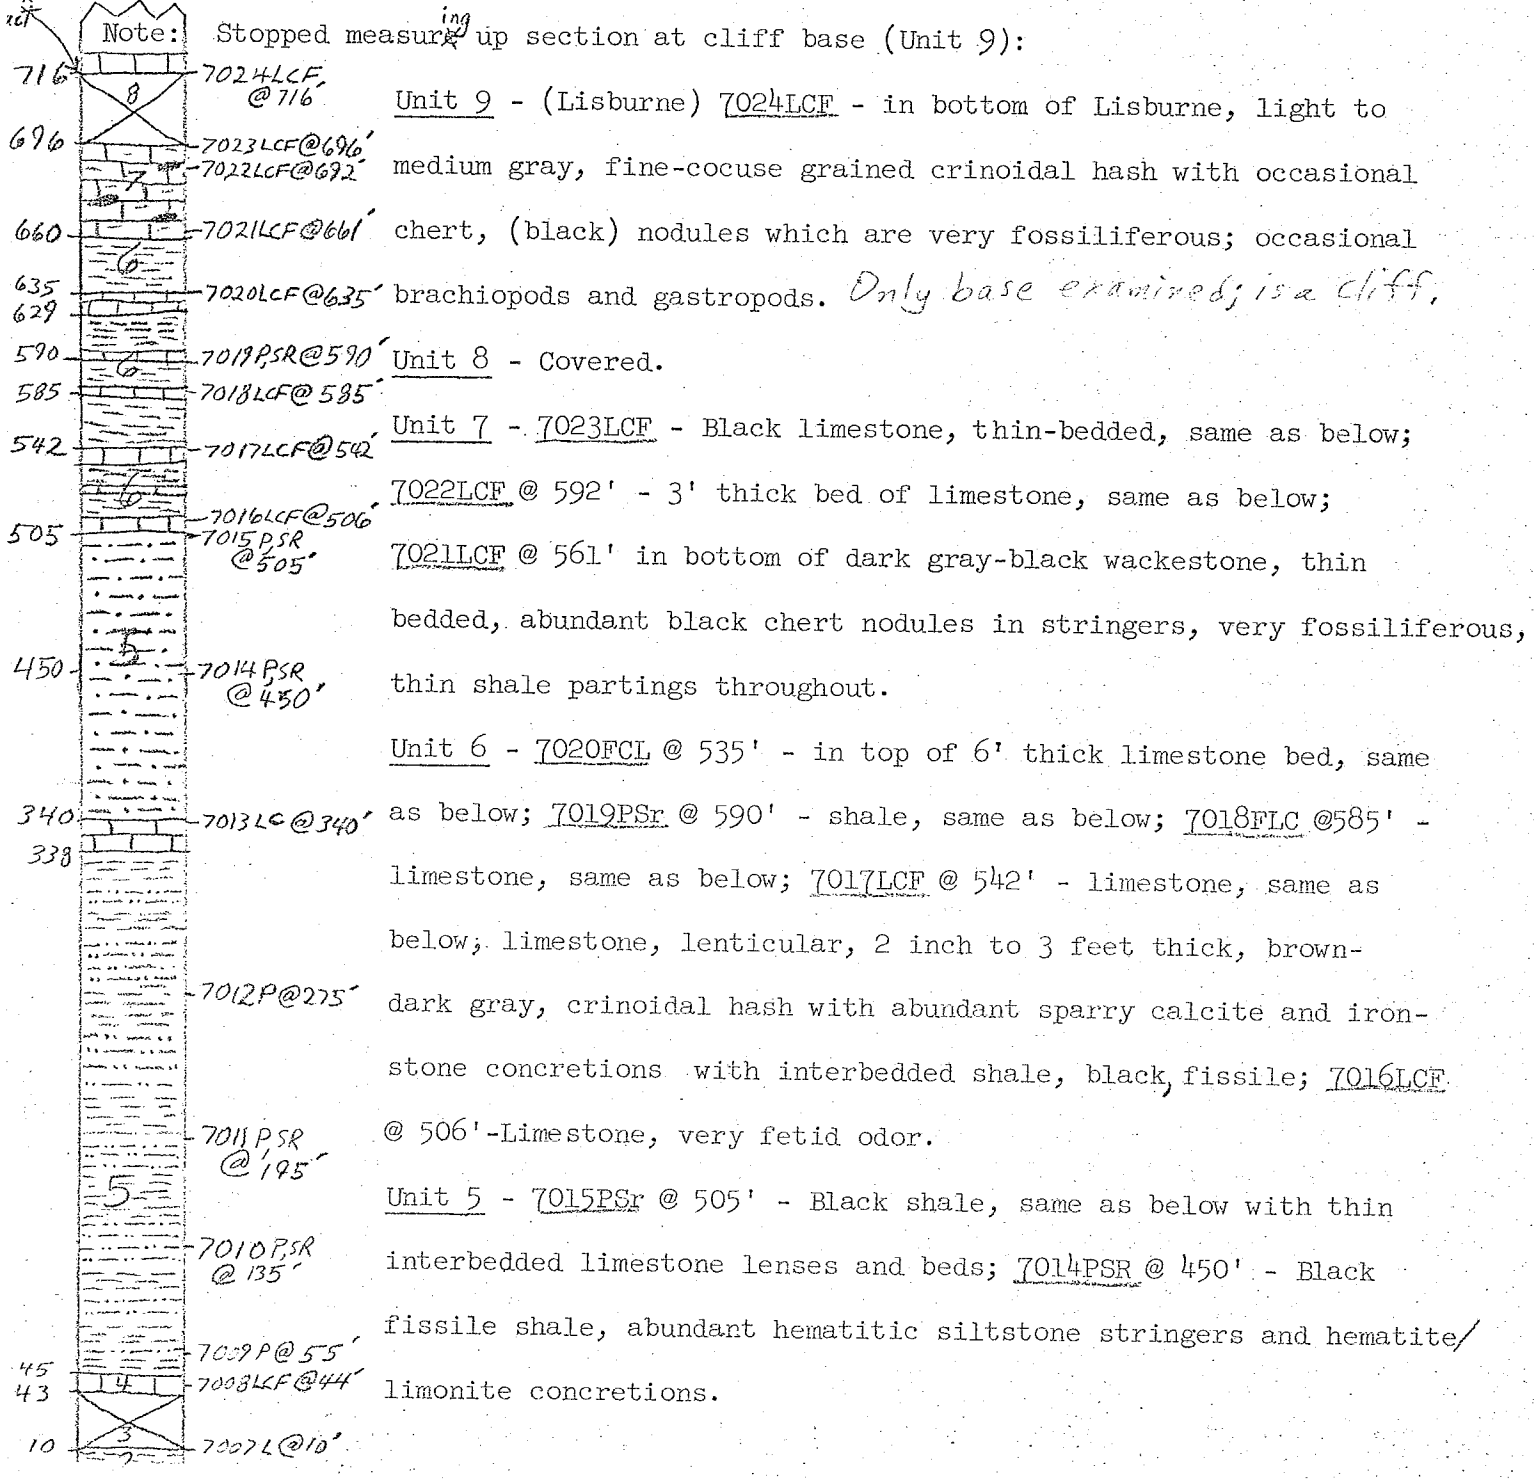 Note: Stopped measuring up section at cliff base (Unit 9):
716
8
7024LCF
@716
Unit 9 - (Lisburne) 7024LCF - in bottom of Lisburne, light to
696
7023LCF@696'
7022LCF@692'
7
medium gray, fine-cocuse grained crinoidal hash with occasional
660
7021LCF@661'
chert, (black) nodules which are very fossiliferous; occasional
6
635
629
7020LCF@635'
brachiopods and gastropods. Only base examined; is a cliff.
590
6
7019P,SR@590'
Unit 8 - Covered.
585
7018LCF@585'
542
7017LCF@542'
Unit 7 - 7023LCF - Black limestone, thin-bedded, same as below;
6
7022LCF @ 592' - 3' thick bed of limestone, same as below;
7016LCF@506'
505
7015P,SR
@505'
7021LCF @ 561' in bottom of dark gray-black wackestone, thin
bedded, abundant black chert nodules in stringers, very fossiliferous,
5
450
7014P,SR
@450'
thin shale partings throughout.
Unit 6 - 7020FCL @ 535' - in top of 6' thick limestone bed, same
340
7013LC@340'
as below; 7019PSr @ 590' - shale, same as below; 7018FLC @585' -
338
limestone, same as below; 7017LCF @ 542' - limestone, same as
below; limestone, lenticular, 2 inch to 3 feet thick, brown-
7012P@275'
dark gray, crinoidal hash with abundant sparry calcite and iron-
stone concretions with interbedded shale, black, fissile; 7016LCF
7011P,SR
@195'
@ 506'-Limestone, very fetid odor.
5
Unit 5 - 7015PSr @ 505' - Black shale, same as below with thin
7010P,SR
@135'
interbedded limestone lenses and beds; 7014PSR @ 450' - Black
fissile shale, abundant hematitic siltstone stringers and hematite/
7009P@55'
45
43
4
7008LCF@44'
limonite concretions.
3
10
7007L@10'
2